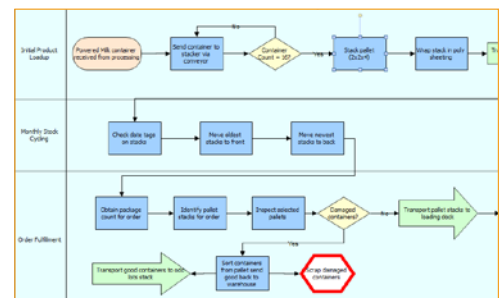 Initial Product
Loadup
Powered Milk container
received from processing
Send container to
stacker via
conveyor
No
Container
Count = 16?
Yes
Stack pallet
(2x2x4)
Wrap stack in poly
sheeting
Monthly Stock
Cycling
Check date tags
on stacks
Move oldest
stacks to front
Move newest
stacks to back
Order Fulfillment
Obtain package
count for order
Identify pallet
stacks for order
Inspect selected
pallets
Damaged
containers?
No
Transport pallet stacks to
loading dock
Yes
Transport good containers to
stack
Sort containers
from pallet send
good back to
warehouse
Scrap damaged
containers